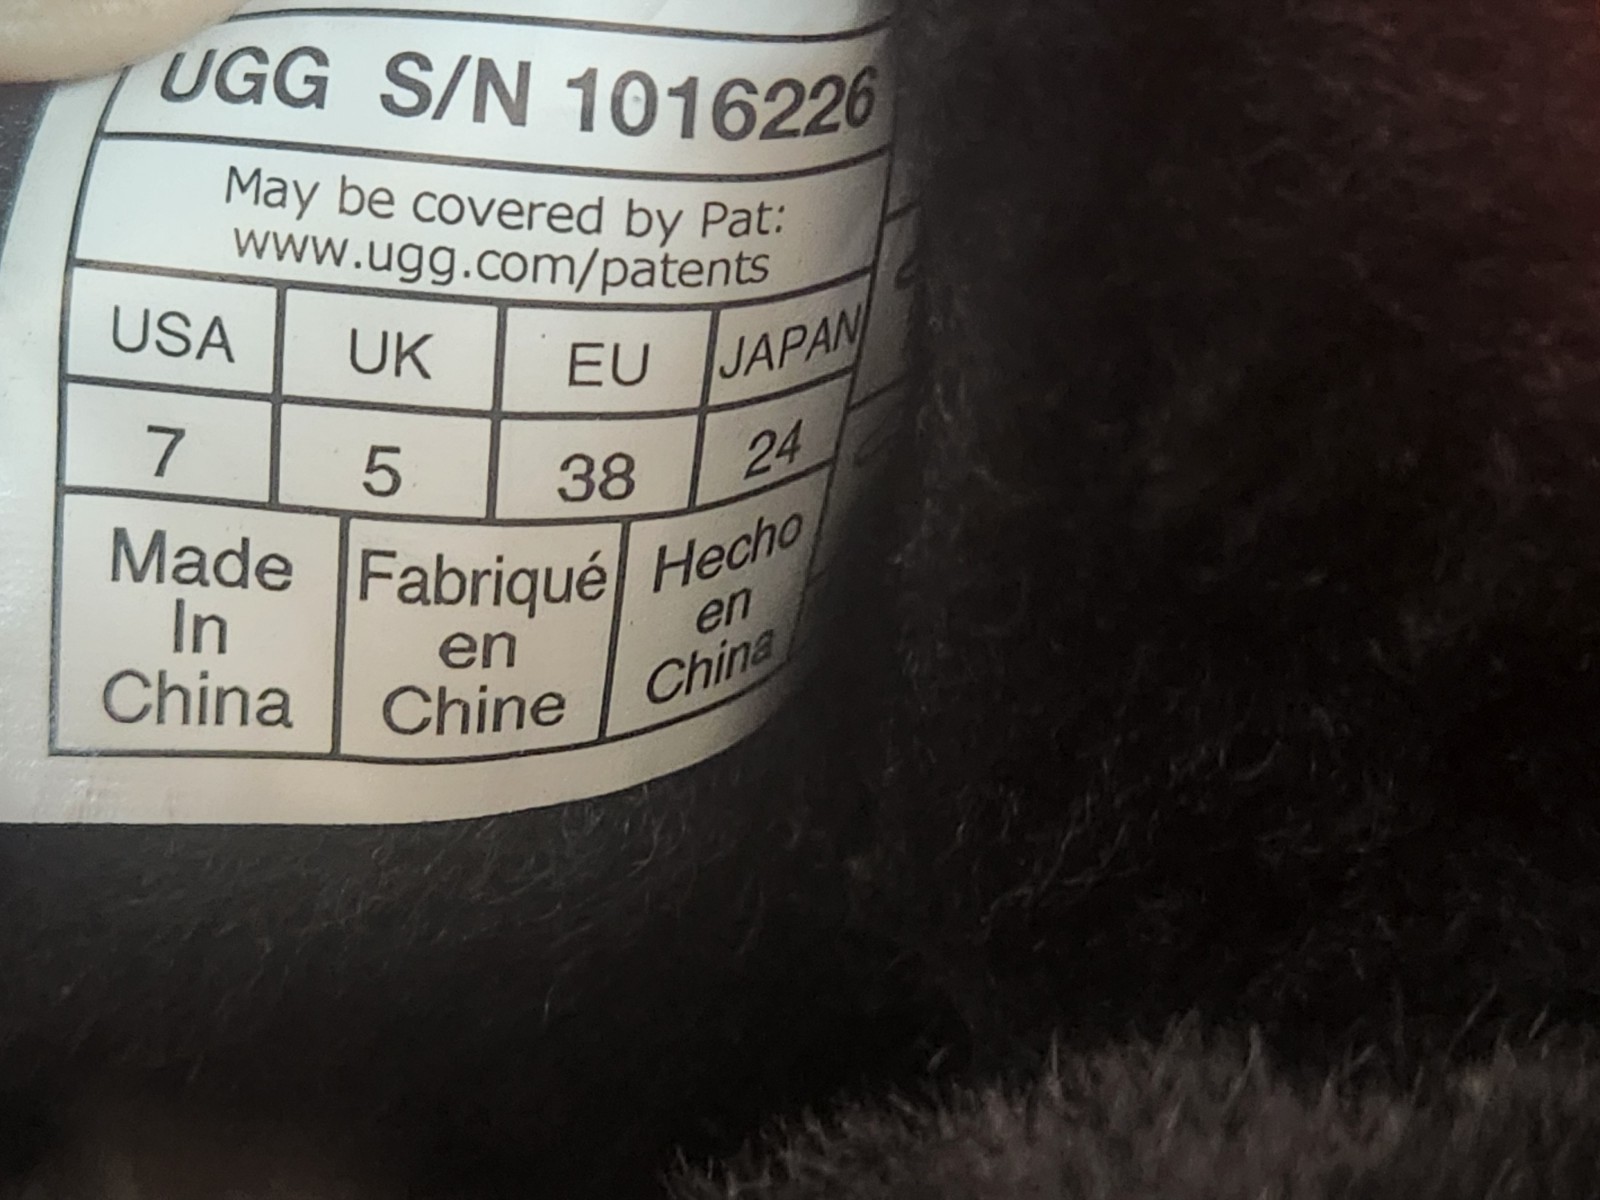 UGG S/N 1016226
May be covered by Pat:
www.ugg.com/patents
USA UK EU JAPAN
7 5 38 24
Made In China
Fabriqué en Chine
Hecho en China